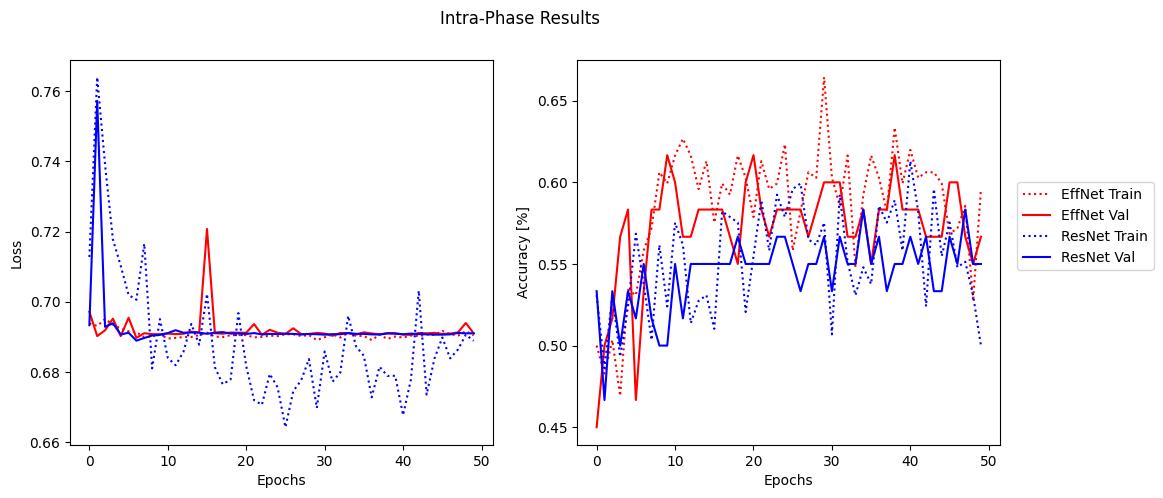 Intra-Phase Results
Loss
0.76
0.74
0.72
0.70
0.68
0.66
0 10 20 30 40 50
Epochs
Accuracy [%]
0.65
0.60
0.55
0.50
0.45
0 10 20 30 40 50
Epochs
EffNet Train
EffNet Val
ResNet Train
ResNet Val